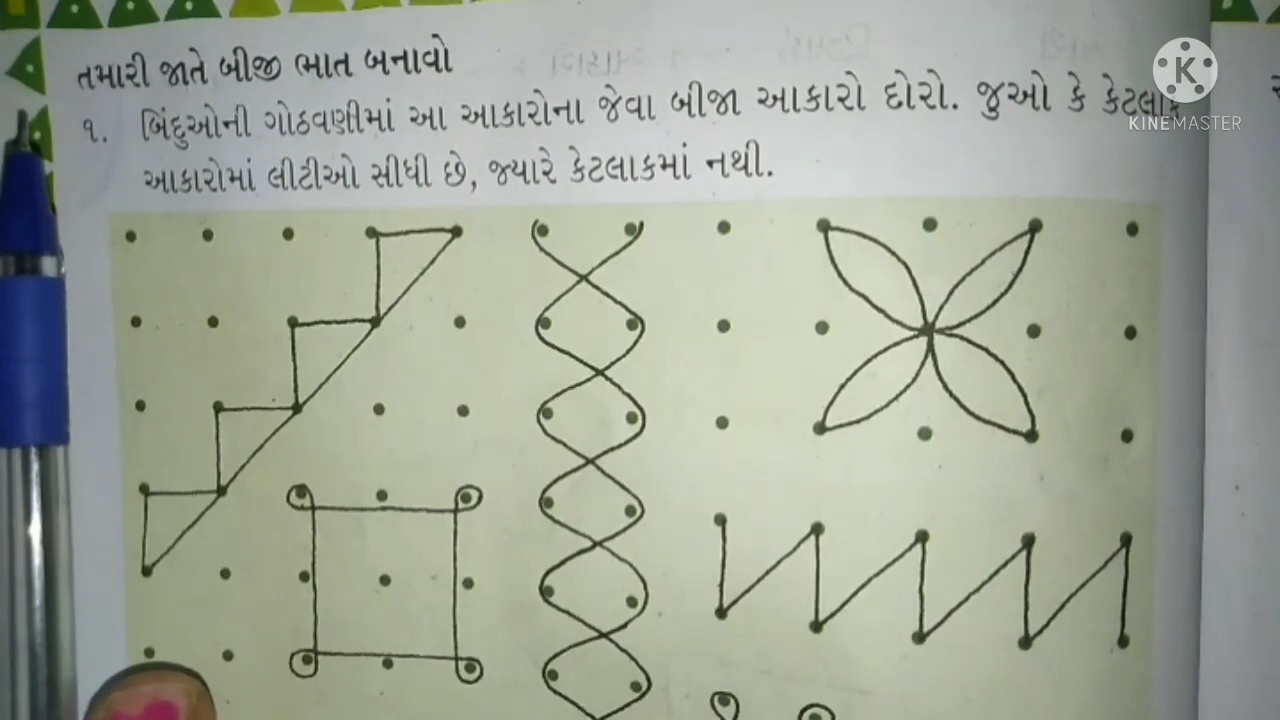 તમારી જાતે બીજી ભાત બનાવો
૧. બિંદુઓની ગોઠવણીમાં આ આકારોના જેવા બીજા આકારો દોરો. જુઓ કે કેટલાક
આકારોમાં લીટીઓ સીધી છે, જ્યારે કેટલાકમાં નથી.
K
KINEMASTER